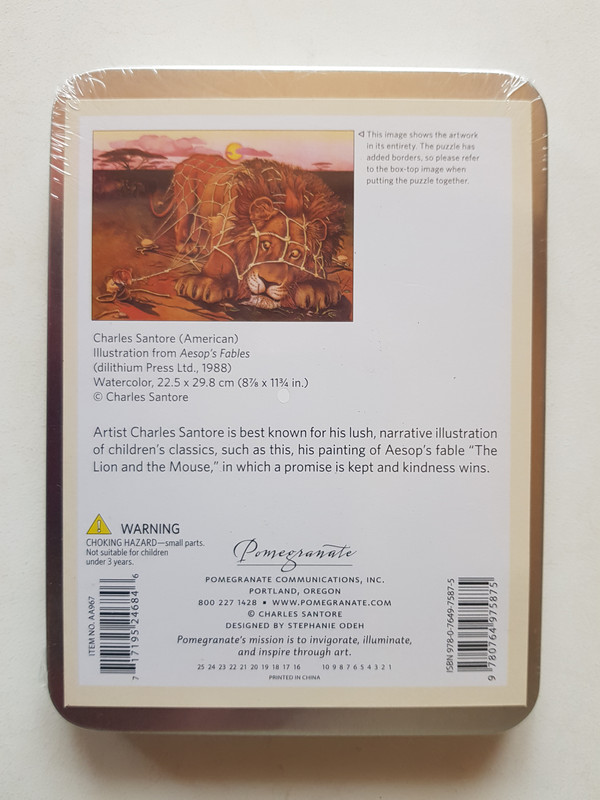 ◁ This image shows the artwork
in its entirety. The puzzle has
added borders, so please refer
to the box-top image when
putting the puzzle together.
Charles Santore (American)
Illustration from Aesop's Fables
(dilithium Press Ltd., 1988)
Watercolor, 22.5 x 29.8 cm (8⅞ x 11¾ in.)
© Charles Santore
Artist Charles Santore is best known for his lush, narrative illustration
of children's classics, such as this, his painting of Aesop's fable “The
Lion and the Mouse,” in which a promise is kept and kindness wins.
WARNING
CHOKING HAZARD—small parts.
Not suitable for children
under 3 years.
ITEM NO. AA967
7 17195 24684 6
Pomegranate
POMEGRANATE COMMUNICATIONS, INC.
PORTLAND, OREGON
800 227 1428 • WWW.POMEGRANATE.COM
© CHARLES SANTORE
DESIGNED BY STEPHANIE ODEH
Pomegranate's mission is to invigorate, illuminate,
and inspire through art.
25 24 23 22 21 20 19 18 17 16 10 9 8 7 6 5 4 3 2 1
PRINTED IN CHINA
ISBN 978-0-7649-7587-5
9 780764 975875